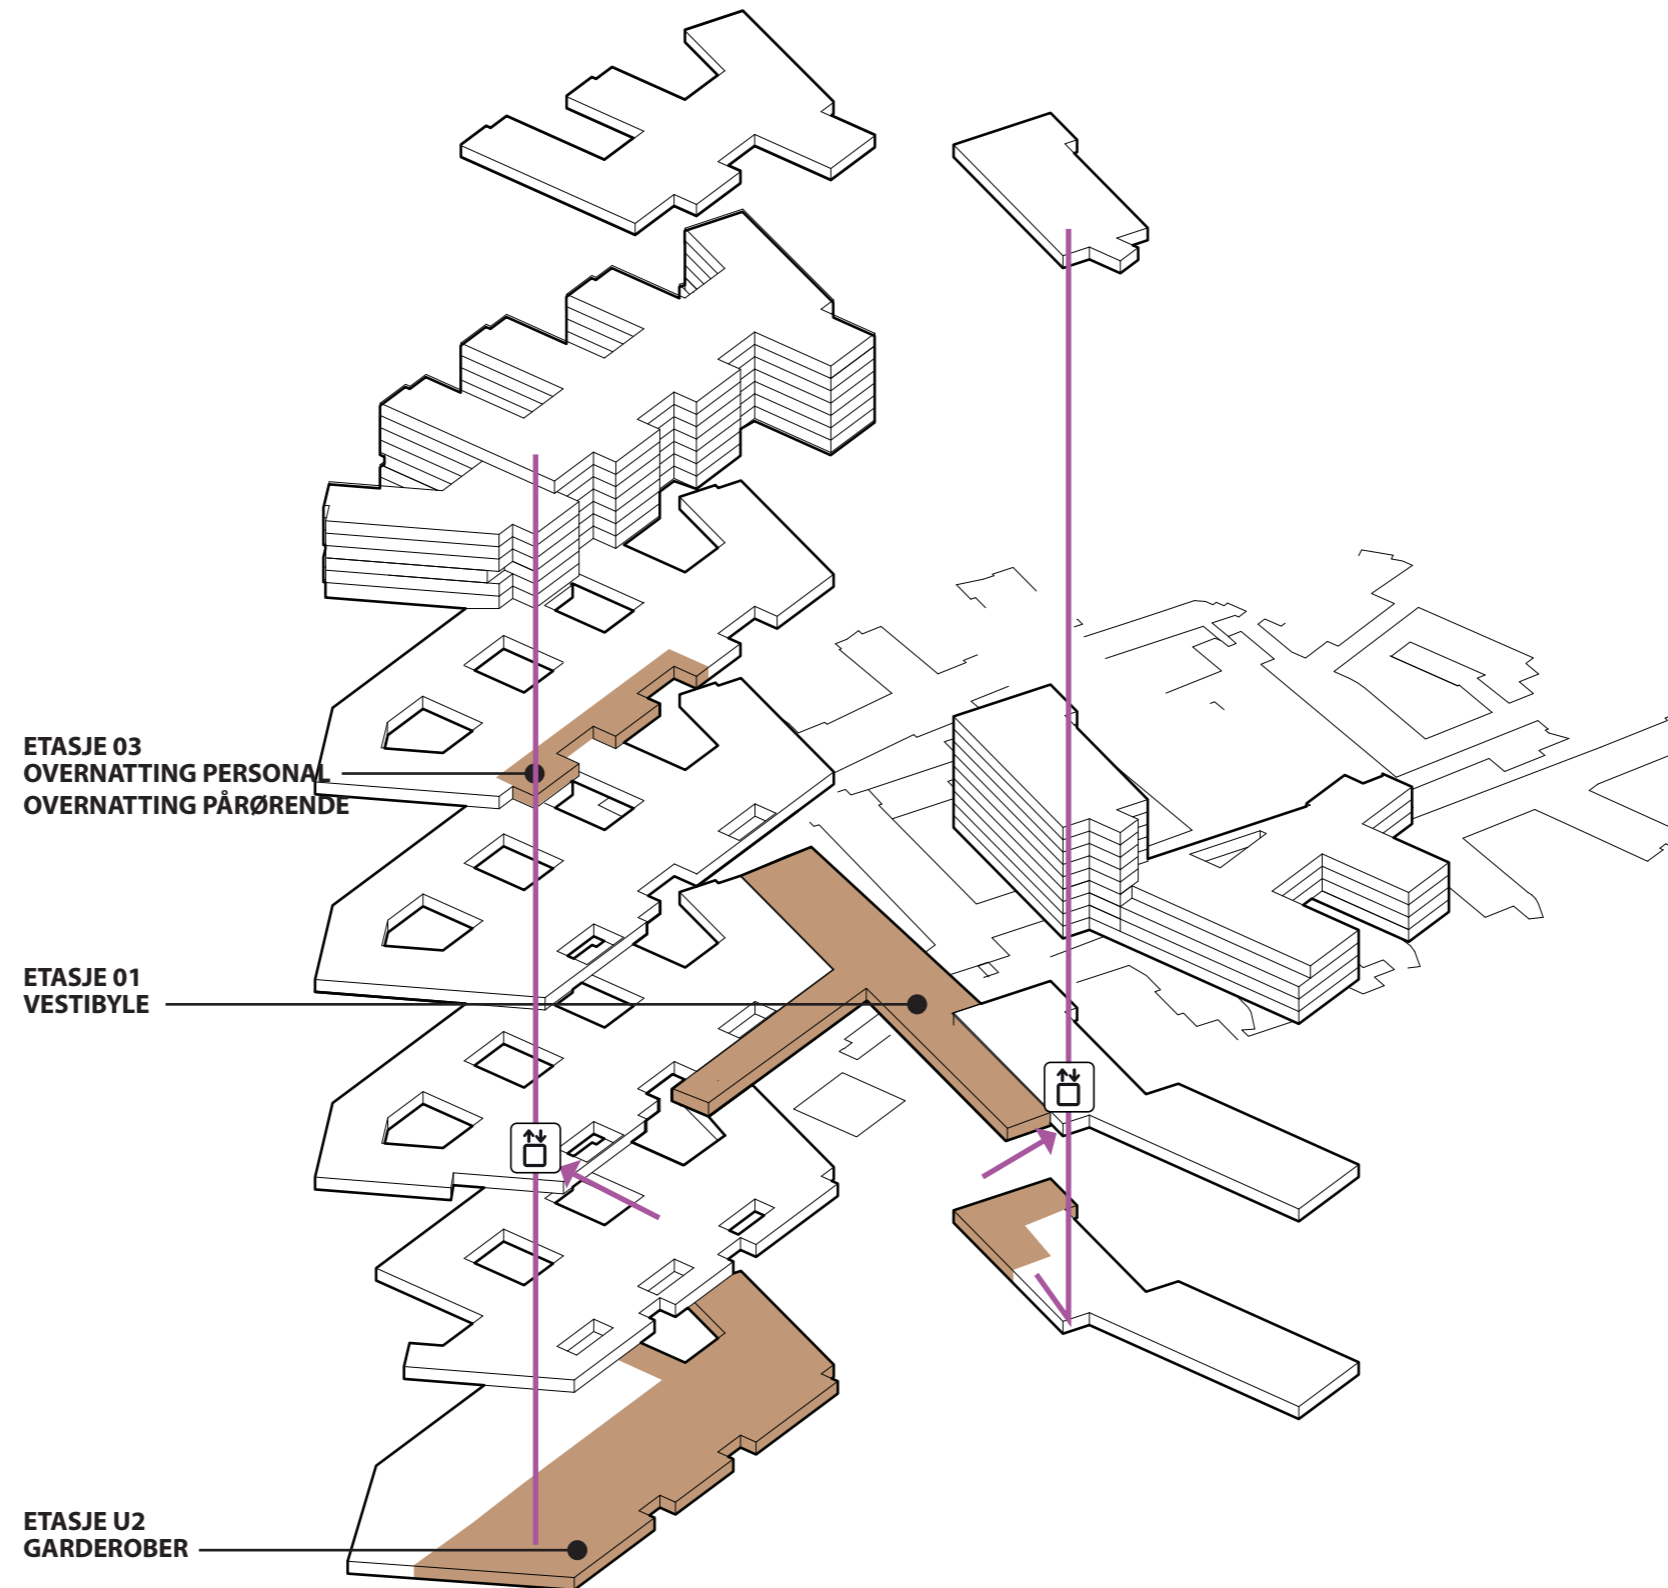 ETASJE 03
OVERNATTING PERSONAL
OVERNATTING PÅRØRENDE
ETASJE 01
VESTIBYLE
ETASJE U2
GARDEROBER